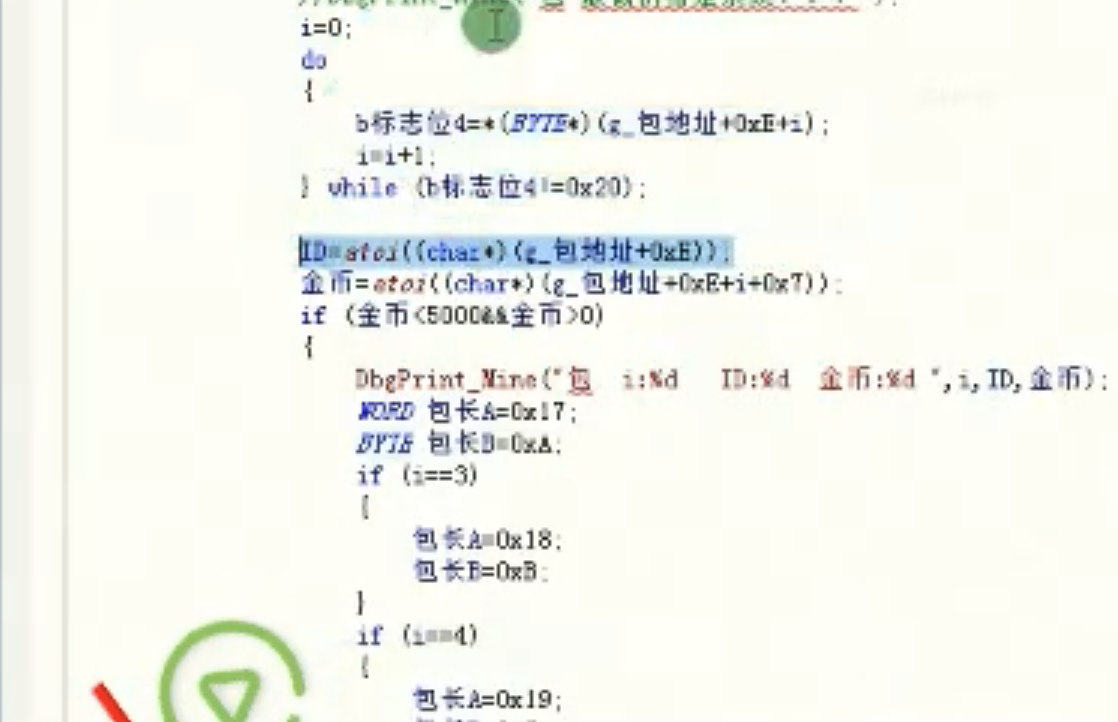 i=0;
do
{
b标志位4=*(BYTE*)(g_包地址+0xE+i);
i=i+1;
} while (b标志位4!=0x20);
ID=atoi((char*)(g_包地址+0xE));
金币=atoi((char*)(g_包地址+0xE+i+0x7));
if (金币<5000&&金币>0)
{
DbgPrint_Mine("包 i:%d ID:%d 金币:%d ",i,ID,金币);
WORD 包长A=0x17;
BYTE 包长B=0xA;
if (i==3)
{
包长A=0x18;
包长B=0xB;
}
if (i==4)
{
包长A=0x19;